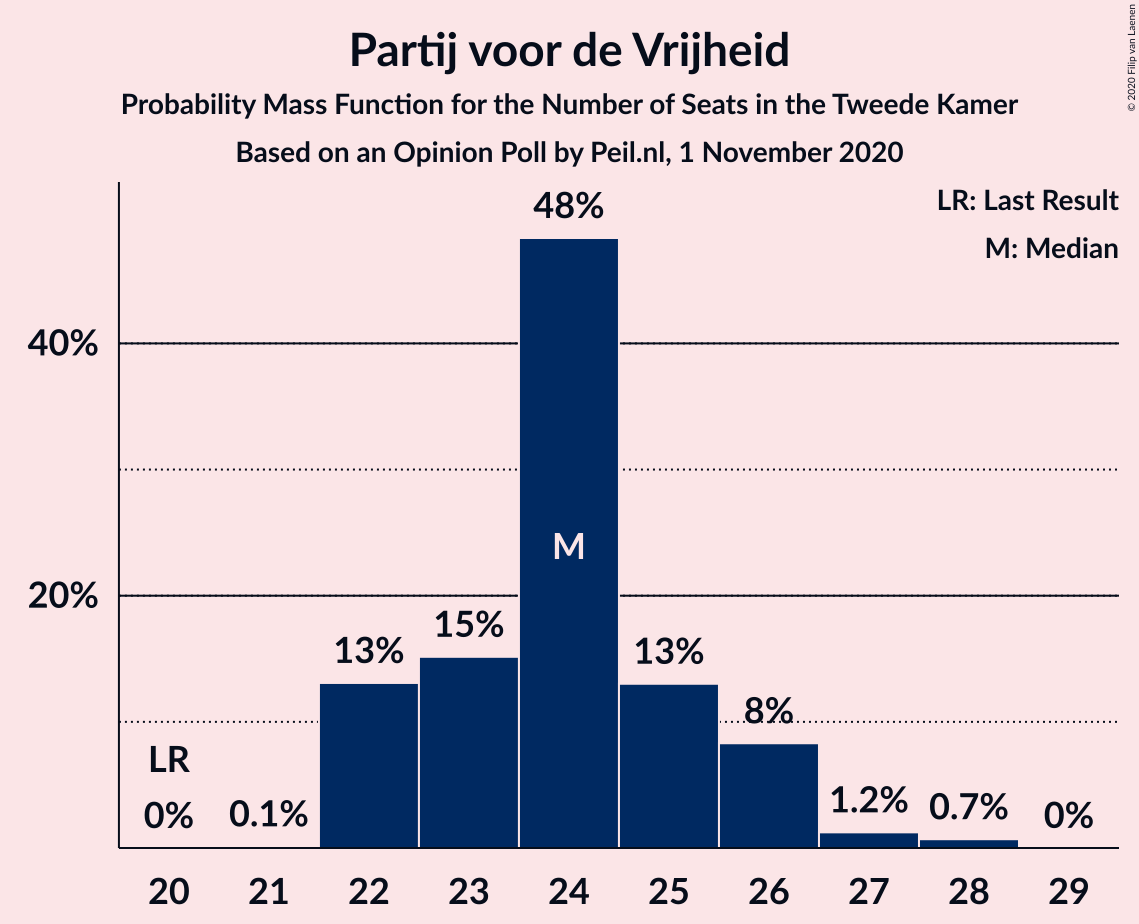 Partij voor de Vrijheid
Probability Mass Function for the Number of Seats in the Tweede Kamer
Based on an Opinion Poll by Peil.nl, 1 November 2020
© 2020 Filip van Laenen
LR: Last Result
M: Median
48%
40%
M
20%
15%
13%
13%
8%
LR
0%
0.1%
1.2%
0.7%
0%
20 21 22 23 24 25 26 27 28 29